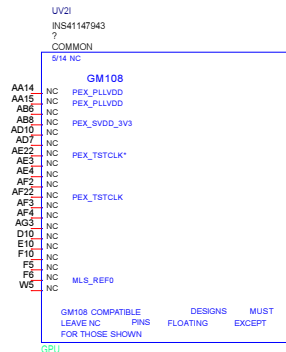 UV2I
INS41147943
?
COMMON
5/14 NC
GM108
AA14 NC PEX_PLLVDD
AA15 NC PEX_PLLVDD
AB6 NC
AB8 NC PEX_SVDD_3V3
AD10 NC
AD7 NC
AE22 NC PEX_TSTCLK*
AE3 NC
AE4 NC
AF2 NC
AF22 NC PEX_TSTCLK
AF3 NC
AF4 NC
AG3 NC
D10 NC
E10 NC
F10 NC
F5 NC
F6 NC MLS_REF0
W5 NC
GM108 COMPATIBLE DESIGNS MUST
LEAVE NC PINS FLOATING EXCEPT
FOR THOSE SHOWN
GPU